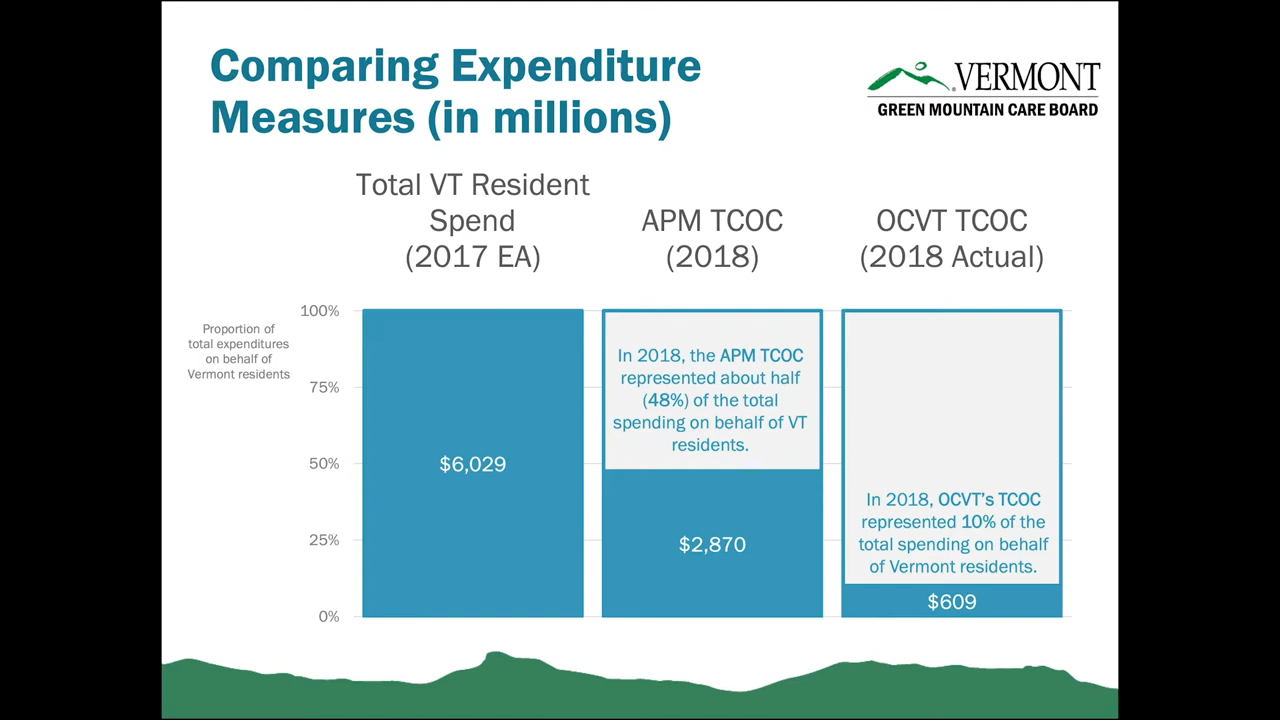 Comparing Expenditure
Measures (in millions)
VERMONT
GREEN MOUNTAIN CARE BOARD
Total VT Resident
Spend
(2017 EA)
APM TCOC
(2018)
OCVT TCOC
(2018 Actual)
Proportion of
total expenditures
on behalf of
Vermont residents
100%
75%
50%
25%
0%
$6,029
In 2018, the APM TCOC
represented about half
(48%) of the total
spending on behalf of VT
residents.
$2,870
In 2018, OCVT's TCOC
represented 10% of the
total spending on behalf
of Vermont residents.
$609